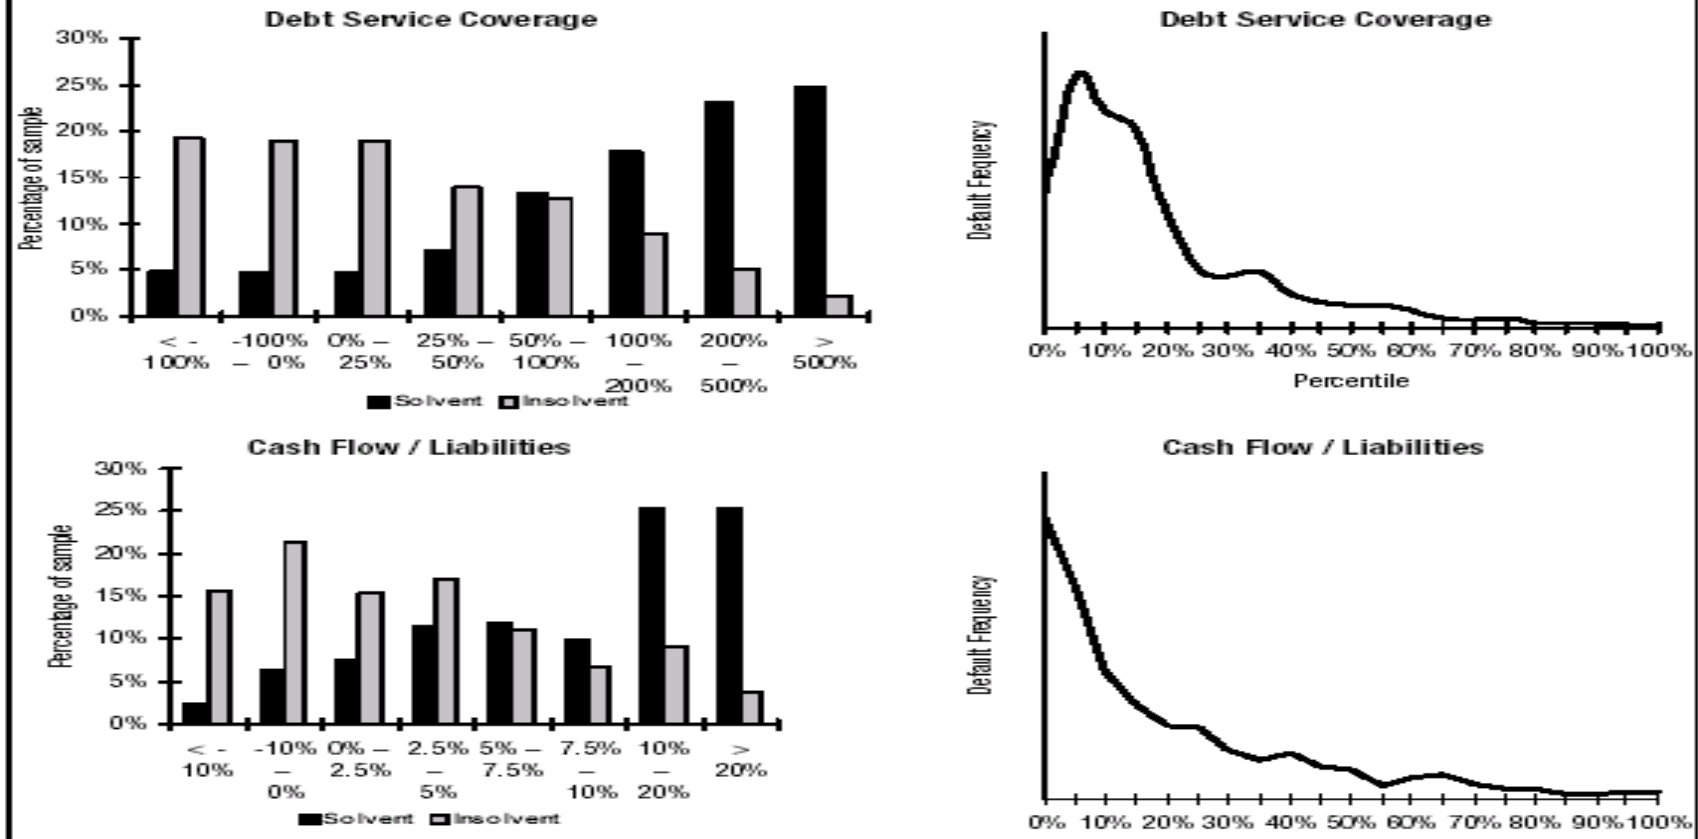 Debt Service Coverage
30%
25%
20%
15%
10%
5%
0%
Percentage of sample
< - -100% 0% – 25% – 50% – 100% 200% >
100% – 0% 25% 50% 100% – – 500%
200% 500%
Solvent Insolvent
Debt Service Coverage
Default Frequency
0% 10% 20% 30% 40% 50% 60% 70% 80% 90% 100%
Percentile
Cash Flow / Liabilities
30%
25%
20%
15%
10%
5%
0%
Percentage of sample
< - -10% 0% – 2.5% 5% – 7.5% 10% >
10% – 2.5% – 7.5% – – 20%
0% 5% 10% 20%
Solvent Insolvent
Cash Flow / Liabilities
Default Frequency
0% 10% 20% 30% 40% 50% 60% 70% 80% 90% 100%